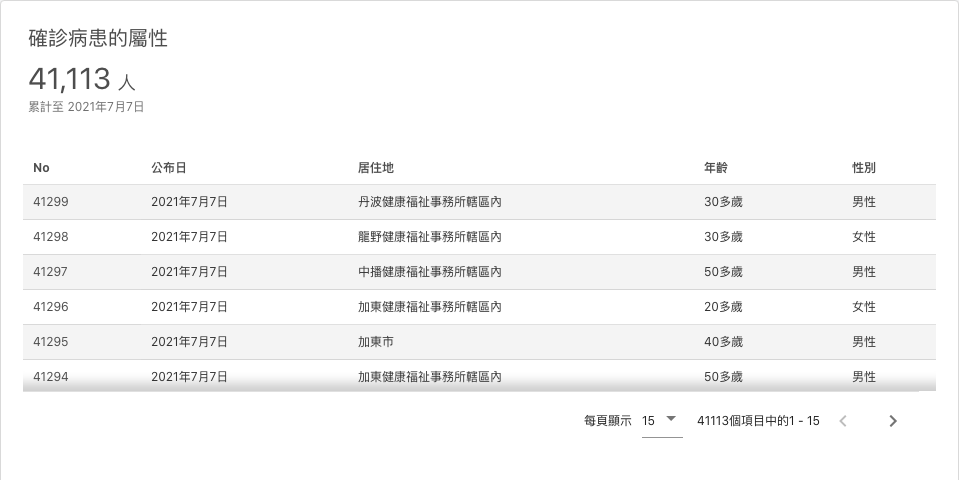 確診病患的屬性
41,113 人
累計至 2021年7月7日
No 公布日 居住地 年齡 性別
41299 2021年7月7日 丹波健康福祉事務所轄區內 30多歲 男性
41298 2021年7月7日 龍野健康福祉事務所轄區內 30多歲 女性
41297 2021年7月7日 中播健康福祉事務所轄區內 50多歲 男性
41296 2021年7月7日 加東健康福祉事務所轄區內 20多歲 女性
41295 2021年7月7日 加東市 40多歲 男性
41294 2021年7月7日 加東健康福祉事務所轄區內 50多歲 男性
每頁顯示 15 41113個項目中的1 - 15